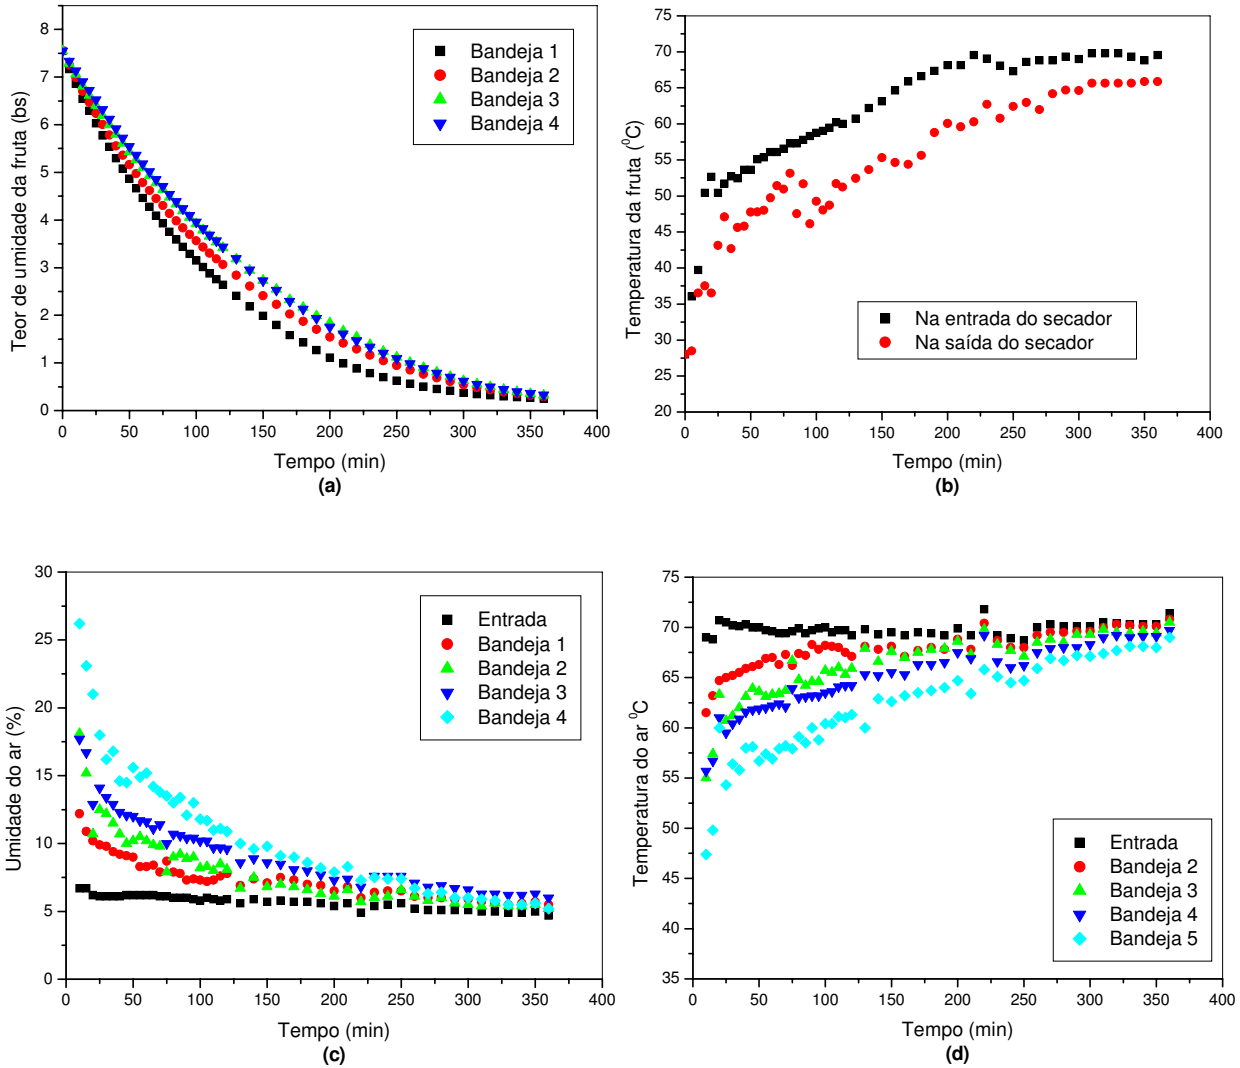 8
7
6
5
4
3
2
1
0
0 50 100 150 200 250 300 350 400
Teor de umidade da fruta (bs)
Tempo (min)
Bandeja 1
Bandeja 2
Bandeja 3
Bandeja 4
(a)
75
70
65
60
55
50
45
40
35
30
25
20
0 50 100 150 200 250 300 350 400
Temperatura da fruta (⁰C)
Tempo (min)
Na entrada do secador
Na saída do secador
(b)
30
25
20
15
10
5
0
0 50 100 150 200 250 300 350 400
Umidade do ar (%)
Tempo (min)
Entrada
Bandeja 1
Bandeja 2
Bandeja 3
Bandeja 4
(c)
75
70
65
60
55
50
45
40
35
0 50 100 150 200 250 300 350 400
Temperatura do ar ⁰C
Tempo (min)
Entrada
Bandeja 2
Bandeja 3
Bandeja 4
Bandeja 5
(d)